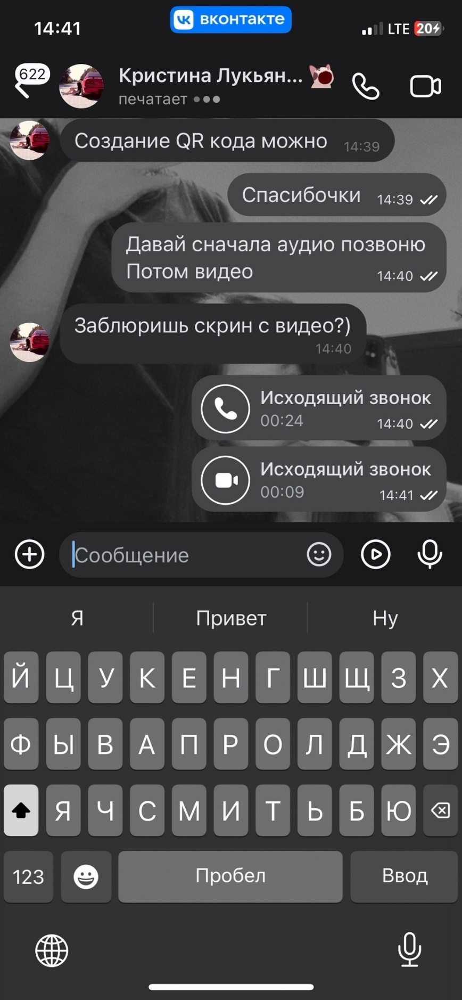 14:41
вконтакте
LTE
20
622
Кристина Лукьян...
печатает
Создание QR кода можно
14:39
Спасибочки
14:39
Давай сначала аудио позвоню
Потом видео
14:40
Заблюришь скрин с видео?)
14:40
Исходящий звонок
00:24
14:40
Исходящий звонок
00:09
14:41
Сообщение
Я Привет Ну
Й Ц У К Е Н Г Ш Щ З Х
Ф Ы В А П Р О Л Д Ж Э
Я Ч С М И Т Ь Б Ю
123 Пробел Ввод